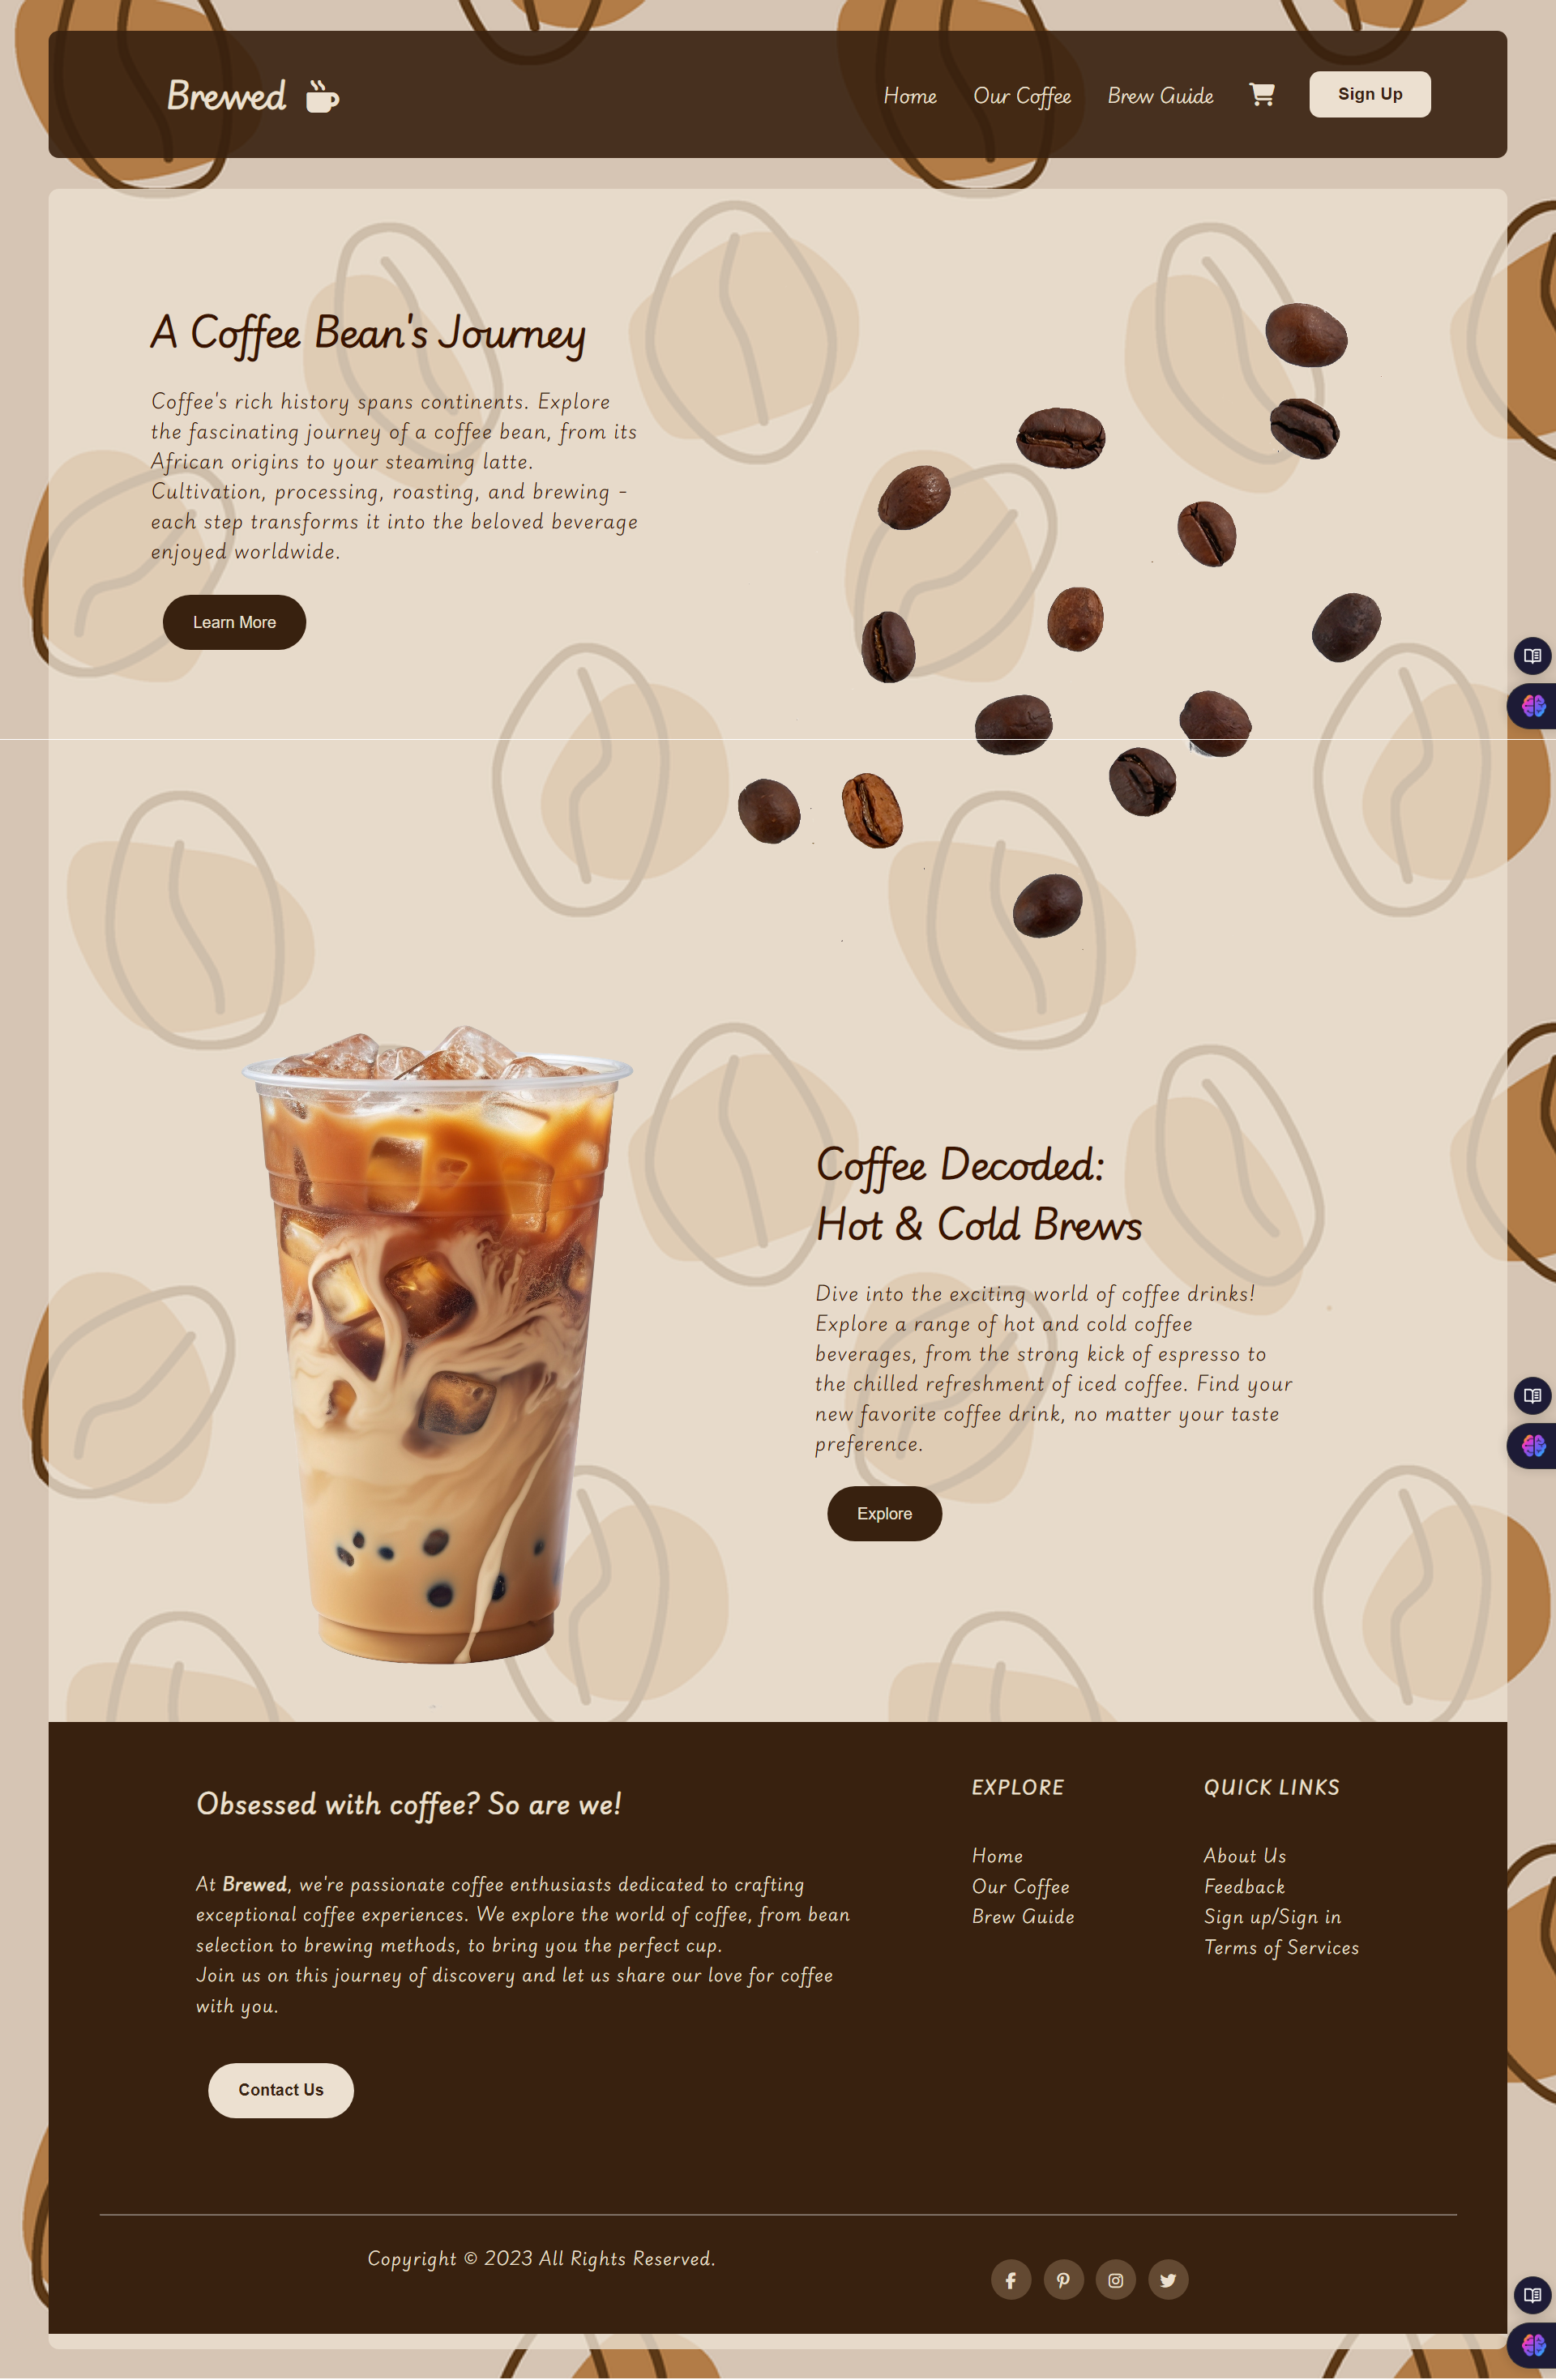 Brewed
Home
Our Coffee
Brew Guide
Sign Up
A Coffee Bean's Journey
Coffee's rich history spans continents. Explore
the fascinating journey of a coffee bean, from its
African origins to your steaming latte.
Cultivation, processing, roasting, and brewing -
each step transforms it into the beloved beverage
enjoyed worldwide.
Learn More
Coffee Decoded:
Hot & Cold Brews
Dive into the exciting world of coffee drinks!
Explore a range of hot and cold coffee
beverages, from the strong kick of espresso to
the chilled refreshment of iced coffee. Find your
new favorite coffee drink, no matter your taste
preference.
Explore
Obsessed with coffee? So are we!
At Brewed, we're passionate coffee enthusiasts dedicated to crafting
exceptional coffee experiences. We explore the world of coffee, from bean
selection to brewing methods, to bring you the perfect cup.
Join us on this journey of discovery and let us share our love for coffee
with you.
Contact Us
EXPLORE
Home
Our Coffee
Brew Guide
QUICK LINKS
About Us
Feedback
Sign up/Sign in
Terms of Services
Copyright © 2023 All Rights Reserved.